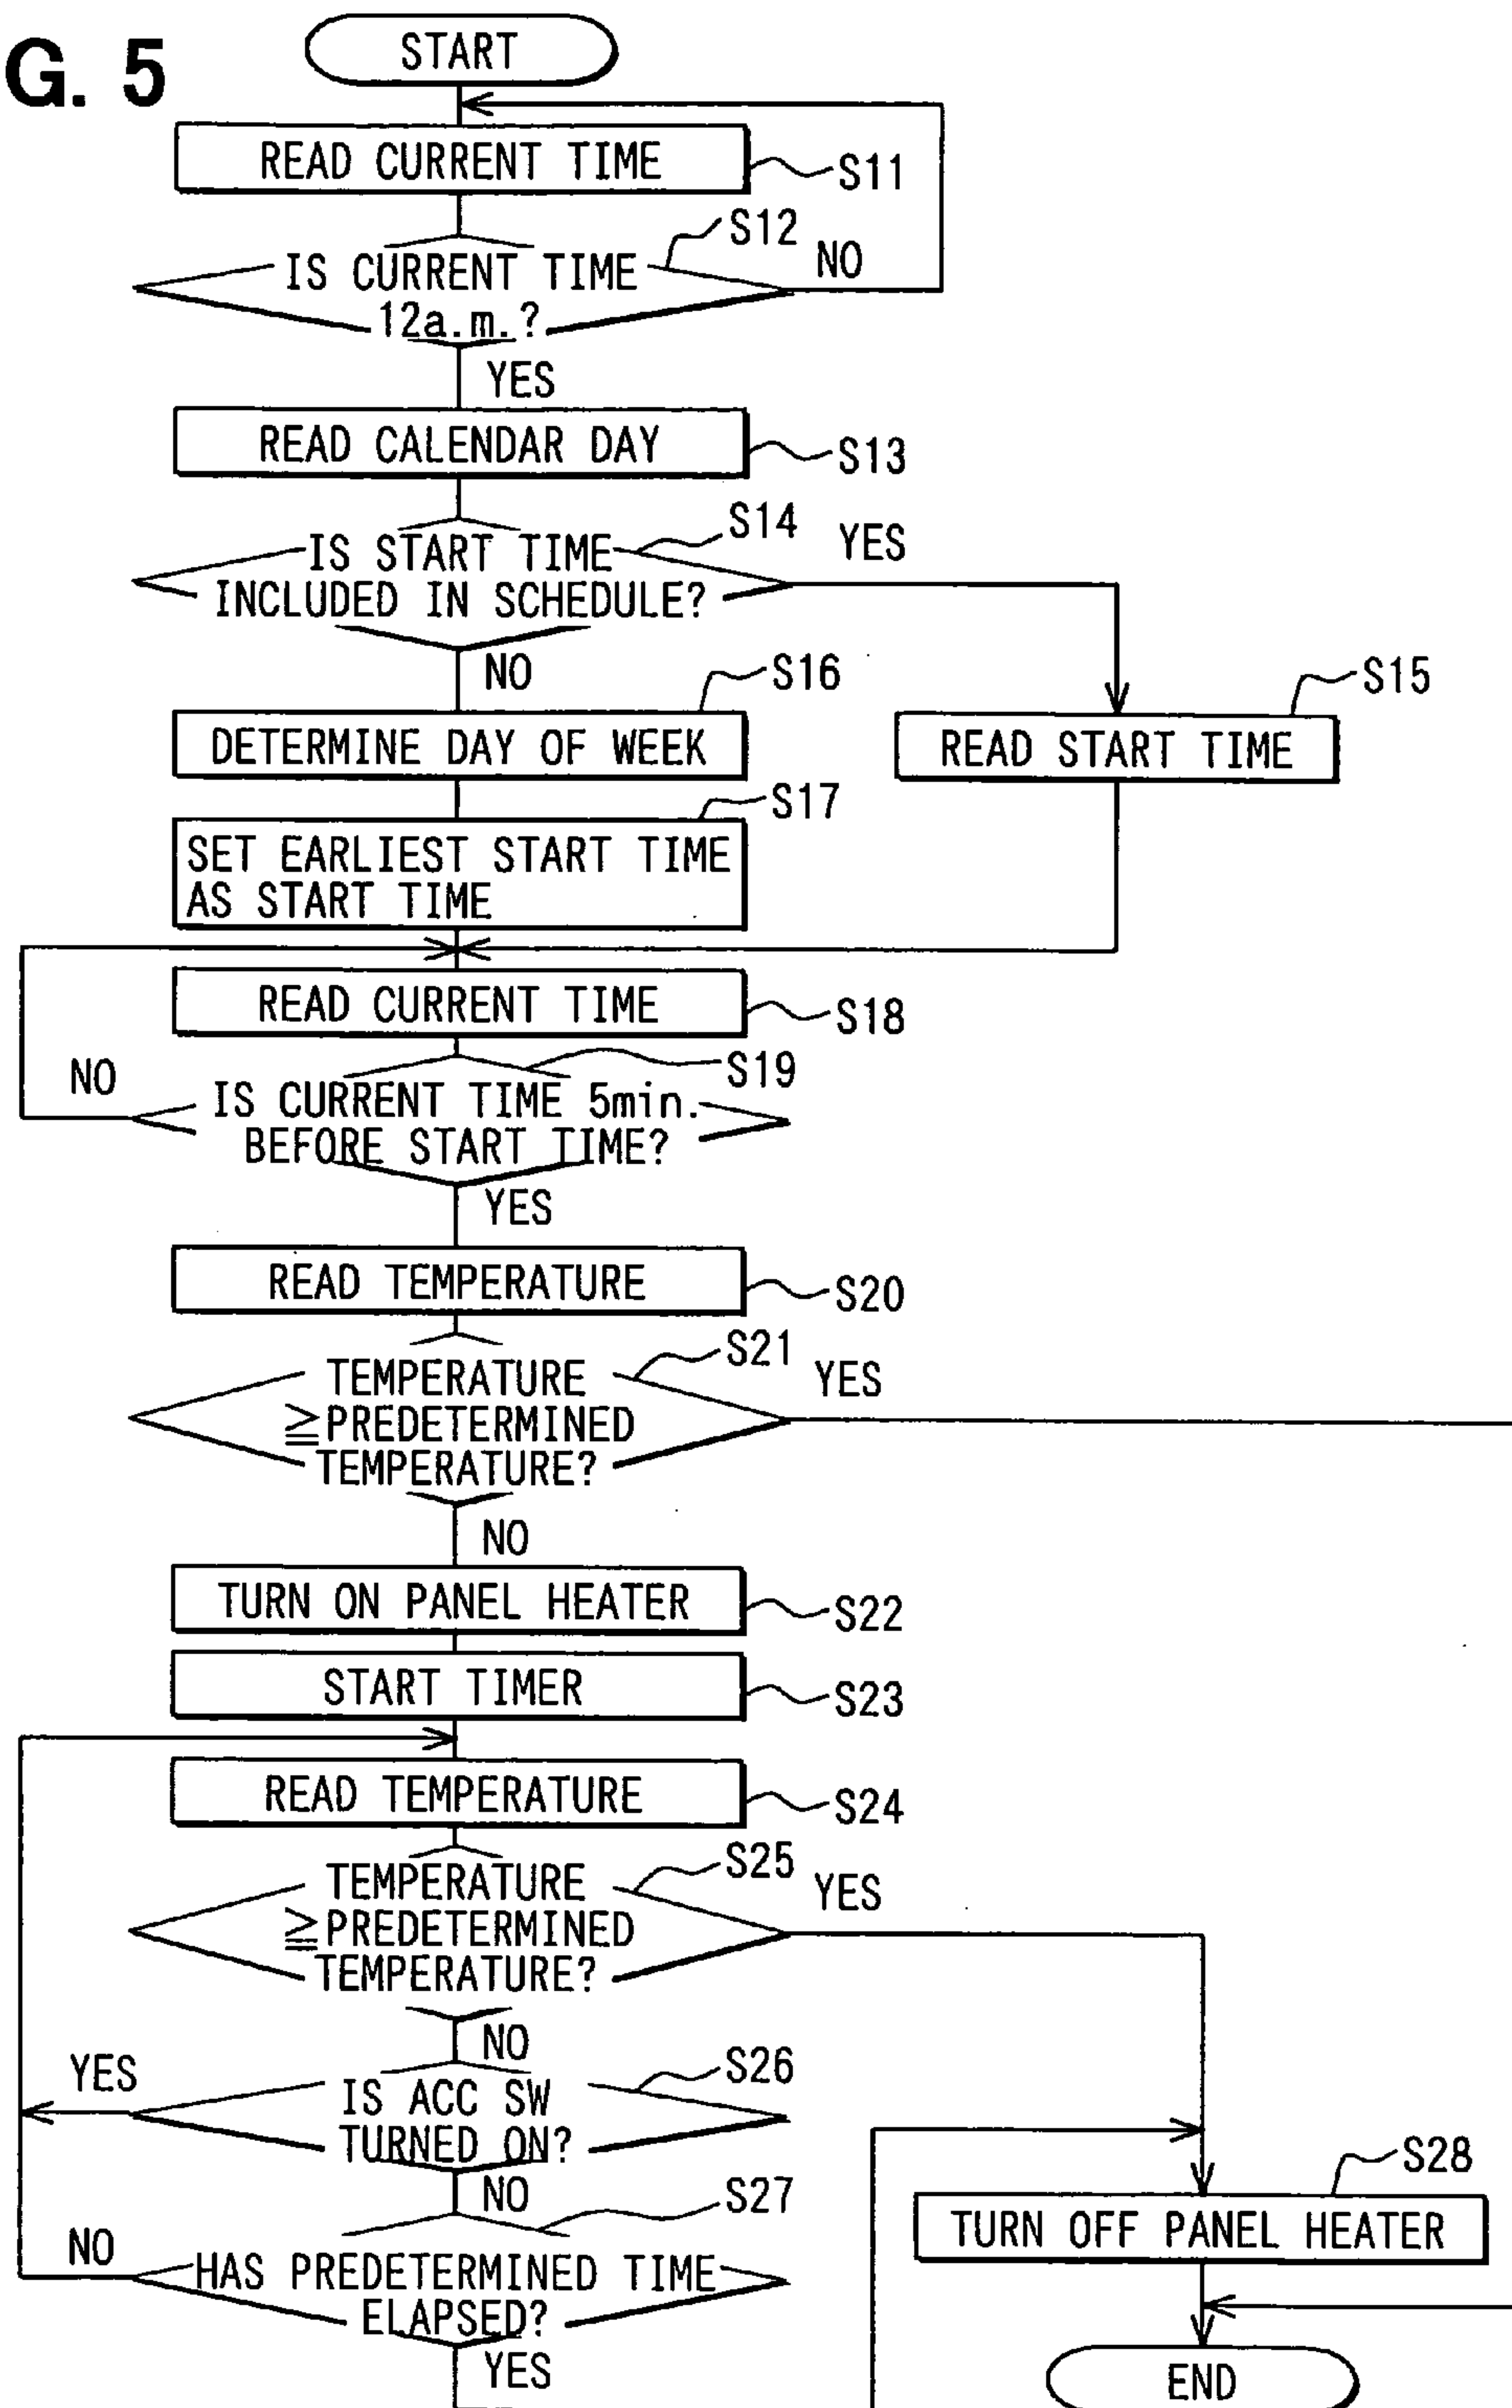 G. 5
START
READ CURRENT TIME
S11
S12
IS CURRENT TIME
12a.m.?
NO
YES
READ CALENDAR DAY
S13
S14
IS START TIME
INCLUDED IN SCHEDULE?
YES
NO
S16
DETERMINE DAY OF WEEK
S15
READ START TIME
S17
SET EARLIEST START TIME
AS START TIME
READ CURRENT TIME
S18
S19
NO
IS CURRENT TIME 5min.
BEFORE START TIME?
YES
READ TEMPERATURE
S20
S21
TEMPERATURE
≧PREDETERMINED
TEMPERATURE?
YES
NO
TURN ON PANEL HEATER
S22
START TIMER
S23
READ TEMPERATURE
S24
S25
TEMPERATURE
≧PREDETERMINED
TEMPERATURE?
YES
NO
S26
YES
IS ACC SW
TURNED ON?
NO
S27
NO
HAS PREDETERMINED TIME
ELAPSED?
YES
S28
TURN OFF PANEL HEATER
END